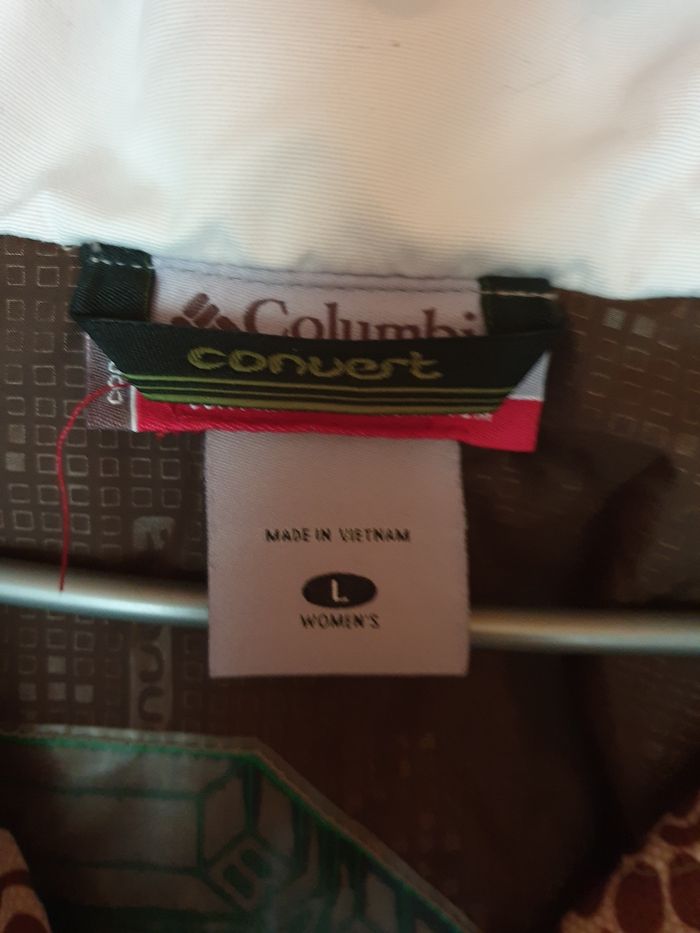 Columbi
convert
MADE IN VIETNAM
L
WOMEN'S